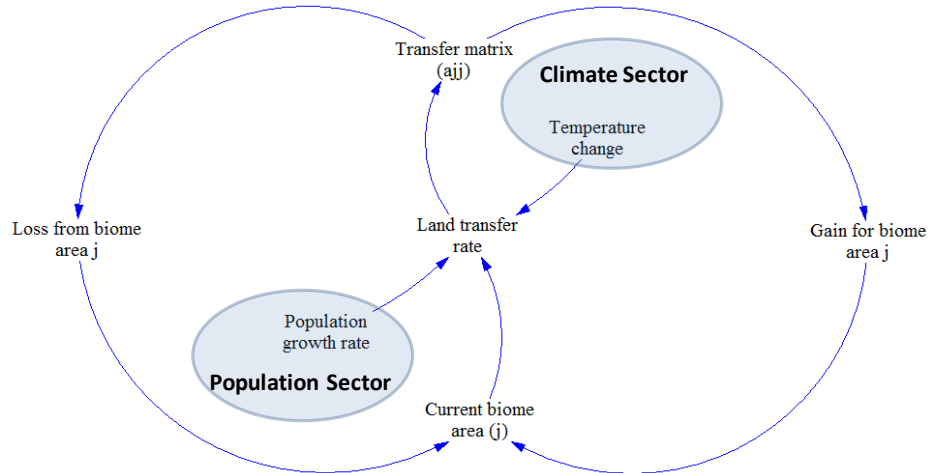 Transfer matrix
(ajj)
Climate Sector
Temperature
change
Loss from biome
area j
Land transfer
rate
Gain for biome
area j
Population
growth rate
Population Sector
Current biome
area (j)